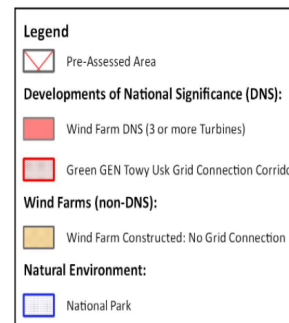 Legend
Pre-Assessed Area
Developments of National Significance (DNS):
Wind Farm DNS (3 or more Turbines)
Green GEN Towy Usk Grid Connection Corrido
Wind Farms (non-DNS):
Wind Farm Constructed: No Grid Connection
Natural Environment:
National Park